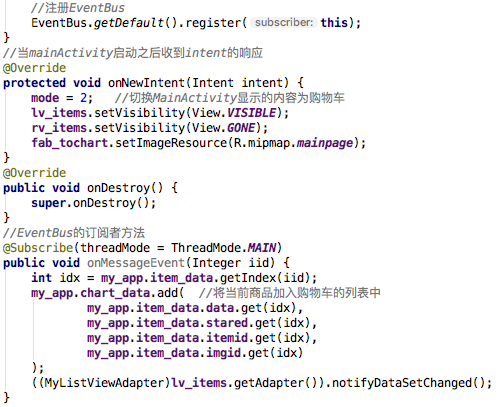 //注册EventBus
EventBus.getDefault().register( subscriber: this);
}
//当mainActivity启动之后收到intent的响应
@Override
protected void onNewIntent(Intent intent) {
mode = 2;   //切换MainActivity显示的内容为购物车
lv_items.setVisibility(View.VISIBLE);
rv_items.setVisibility(View.GONE);
fab_tochart.setImageResource(R.mipmap.mainpage);
}
@Override
public void onDestroy() {
super.onDestroy();
}
//EventBus的订阅者方法
@Subscribe(threadMode = ThreadMode.MAIN)
public void onMessageEvent(Integer iid) {
int idx = my_app.item_data.getIndex(iid);
my_app.chart_data.add(  //将当前商品加入购物车的列表中
my_app.item_data.data.get(idx),
my_app.item_data.stared.get(idx),
my_app.item_data.itemid.get(idx),
my_app.item_data.imgid.get(idx)
);
((MyListViewAdapter)lv_items.getAdapter()).notifyDataSetChanged();
}